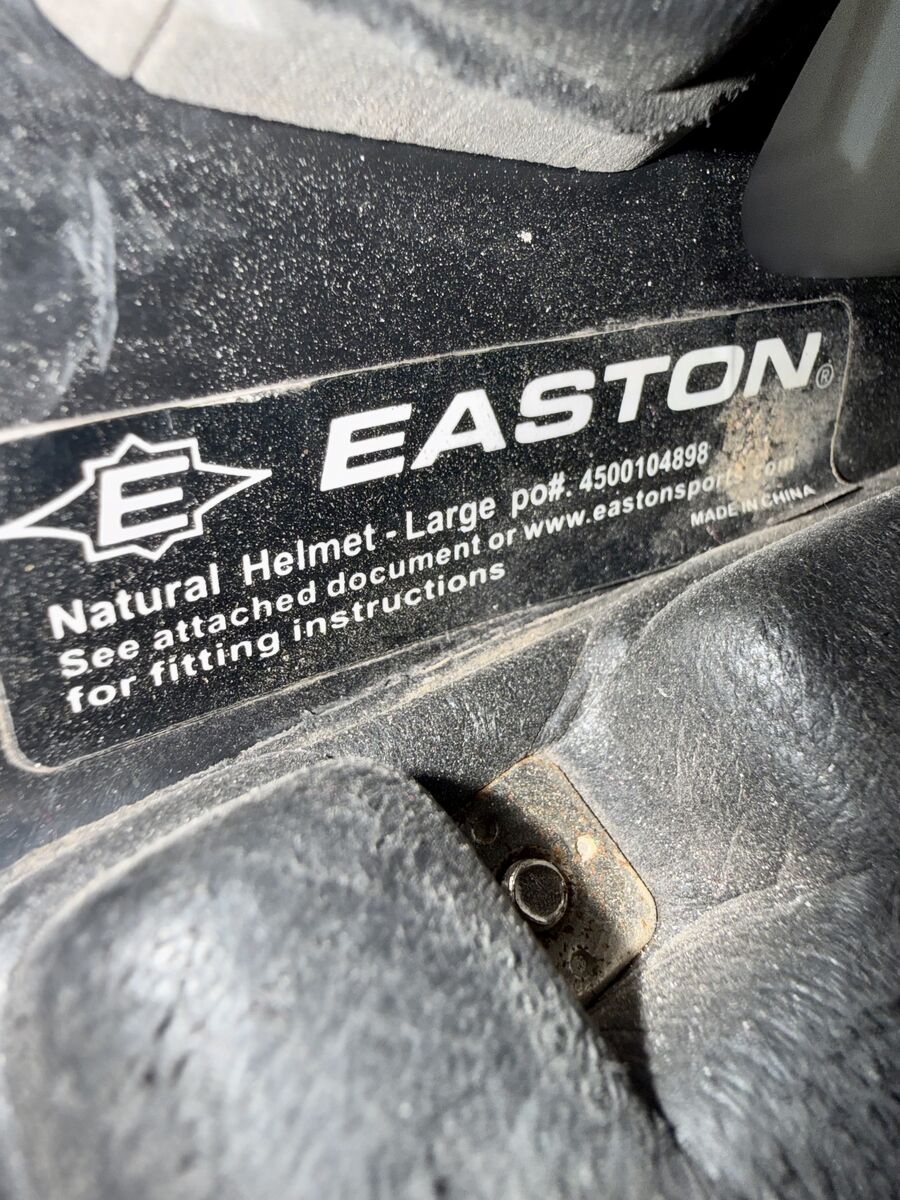 E EASTON®
Natural Helmet - Large po#. 4500104898
See attached document or www.eastonsports.com
for fitting instructions
MADE IN CHINA